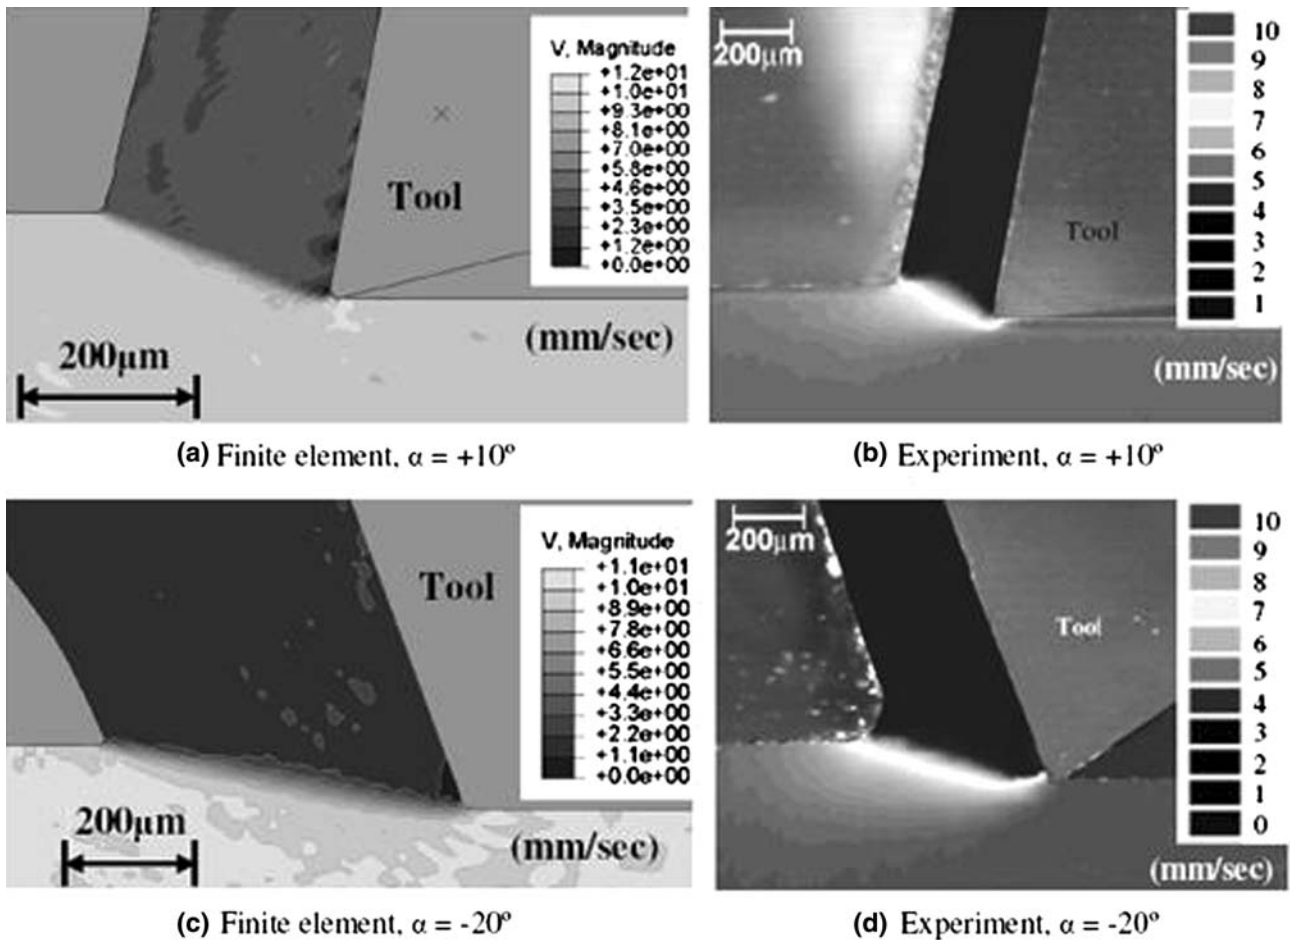 V, Magnitude
+1.2e+01
+1.0e+01
+9.3e+00
+8.1e+00
+7.0e+00
+5.8e+00
+4.6e+00
+3.5e+00
+2.3e+00
+1.2e+00
+0.0e+00
Tool
(mm/sec)
200μm
(a) Finite element, α = +10º
200μm
10
9
8
7
6
5
4
3
2
1
Tool
(mm/sec)
(b) Experiment, α = +10º
V, Magnitude
+1.1e+01
+1.0e+01
+8.9e+00
+7.8e+00
+6.6e+00
+5.5e+00
+4.4e+00
+3.3e+00
+2.2e+00
+1.1e+00
+0.0e+00
Tool
200μm
(mm/sec)
(c) Finite element, α = -20º
200μm
10
9
8
7
6
5
4
3
2
1
0
Tool
(mm/sec)
(d) Experiment, α = -20º